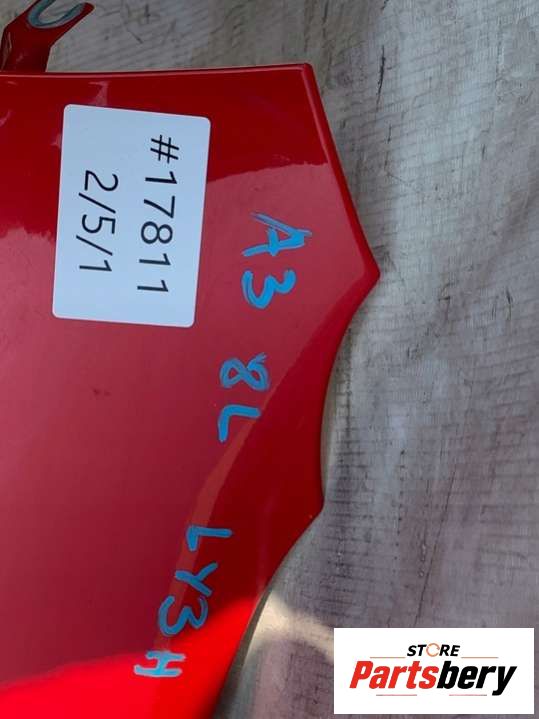 #17811
2/5/1
A3 8L LY3H
STORE
Partsbery